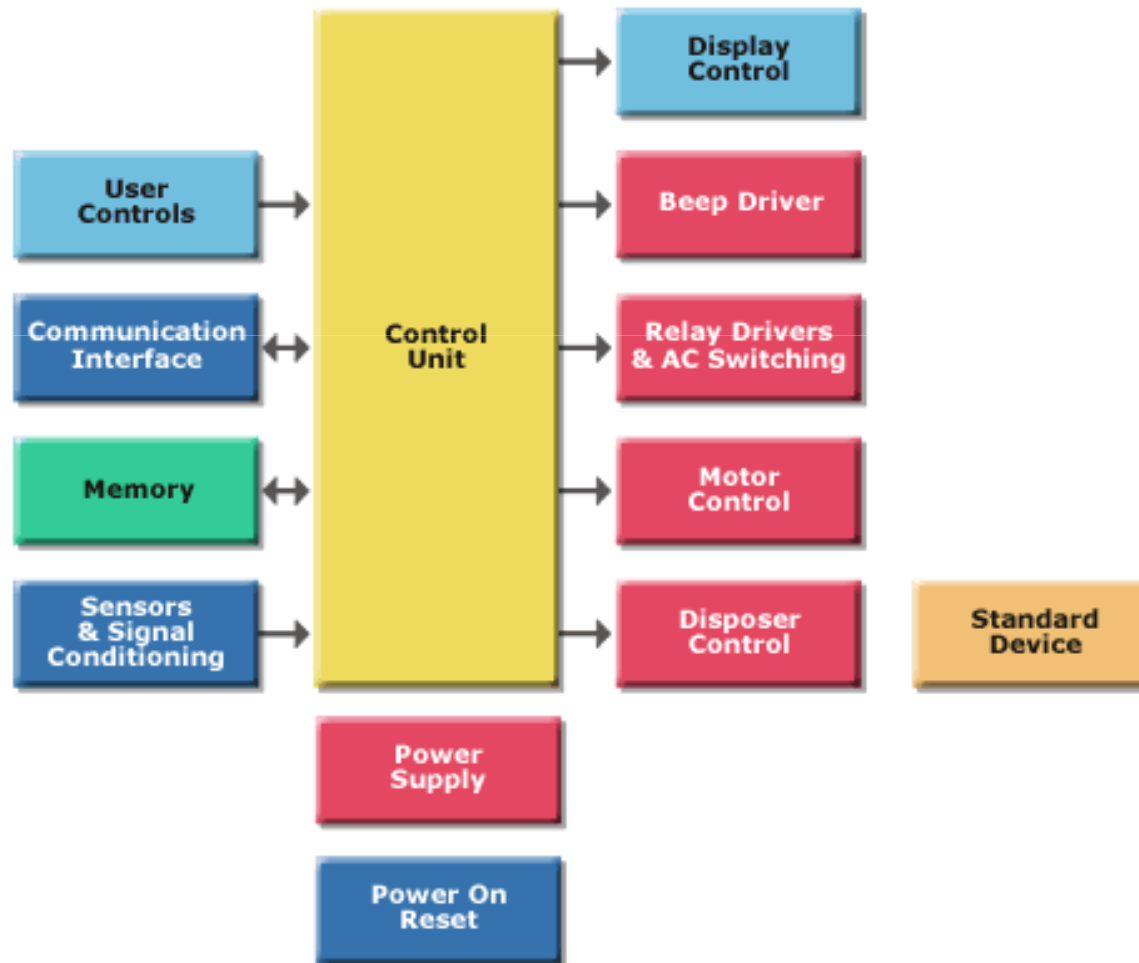 Display
Control
User
Controls
Beep Driver
Communication
Interface
Control
Unit
Relay Drivers
& AC Switching
Memory
Motor
Control
Sensors
& Signal
Conditioning
Disposer
Control
Standard
Device
Power
Supply
Power On
Reset